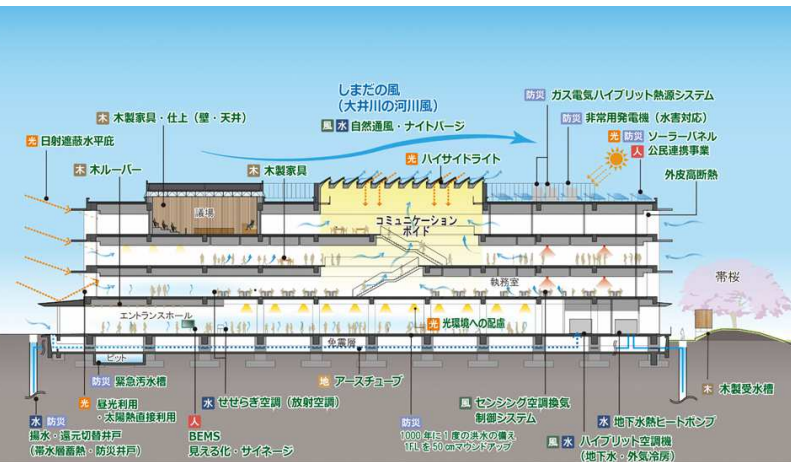 しまだの風
(大井川の河川風)
風 水 自然通風・ナイトパージ
防災 ガス電気ハイブリット熱源システム
防災 非常用発電機(水害対応)
光 防災 ソーラーパネル
人 公民連携事業
外皮高断熱
木 木製家具・仕上(壁・天井)
光 日射遮蔽水平庇
木 木ルーバー
木 木製家具
光 ハイサイドライト
議場
コミュニケーション
ボイド
執務室
帯桜
エントランスホール
光 光環境への配慮
免震層
ピット
防災 緊急汚水槽
地 アースチューブ
木 木製受水槽
光 昼光利用
・太陽熱直接利用
水 せせらぎ空調(放射空調)
風 センシング空調換気
制御システム
水 地下水熱ヒートポンプ
水 防災
揚水・還元切替井戸
(帯水層蓄熱・防災井戸)
人
BEMS
見える化・サイネージ
防災
1000年に1度の洪水の備え
1FLを50cmマウンドアップ
風 水 ハイブリット空調機
(地下水・外気冷房)